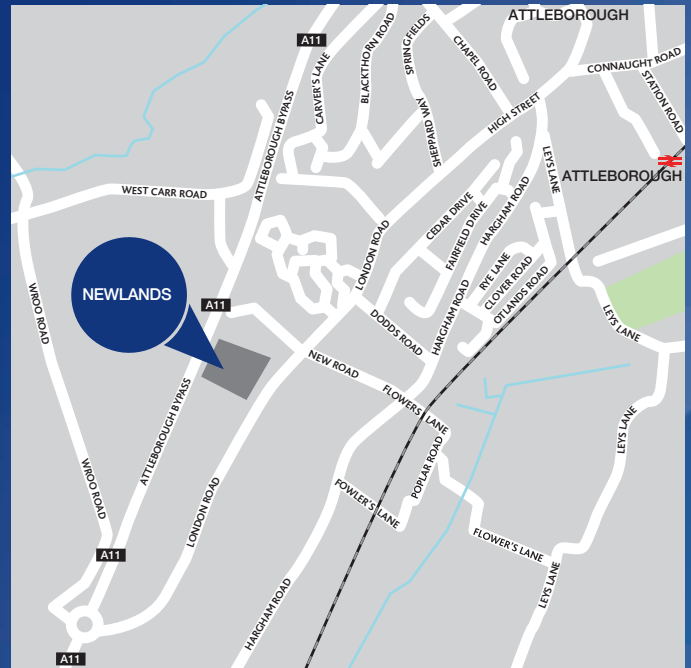 ATTLEBOROUGH
A11
CARVER'S LANE
BLACKTHORN ROAD
SPRINGFIELDS
CHAPEL ROAD
CONNAUGHT ROAD
STATION ROAD
HIGH STREET
SHEPPARD WAY
ATTLEBOROUGH BYPASS
LEYS LANE
ATTLEBOROUGH
WEST CARR ROAD
CEDAR DRIVE
FAIRFIELD DRIVE
HARGHAM ROAD
LONDON ROAD
RYE LANE
CLOVER ROAD
OTLANDS ROAD
NEWLANDS
WROO ROAD
A11
DODDS ROAD
HARGHAM ROAD
LEYS LANE
NEW ROAD
FLOWERS LANE
ATTLEBOROUGH BYPASS
LEYS LANE
POPLAR ROAD
WROO ROAD
LONDON ROAD
FOWLER'S LANE
FLOWER'S LANE
A11
LEYS LANE
HARGHAM ROAD
A11